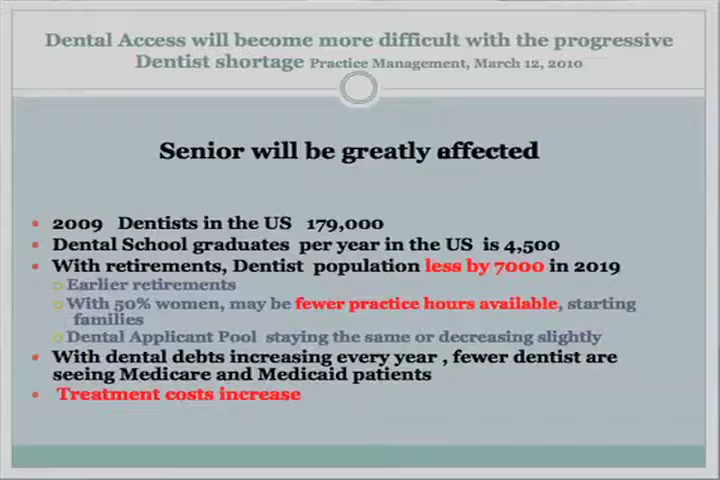 Dental Access will become more difficult with the progressive
Dentist shortage Practice Management, March 12, 2010
Senior will be greatly affected
2009 Dentists in the US 179,000
Dental School graduates per year in the US is 4,500
With retirements, Dentist population less by 7000 in 2019
Earlier retirements
With 50% women, may be fewer practice hours available, starting
families
Dental Applicant Pool staying the same or decreasing slightly
With dental debts increasing every year , fewer dentist are
seeing Medicare and Medicaid patients
Treatment costs increase